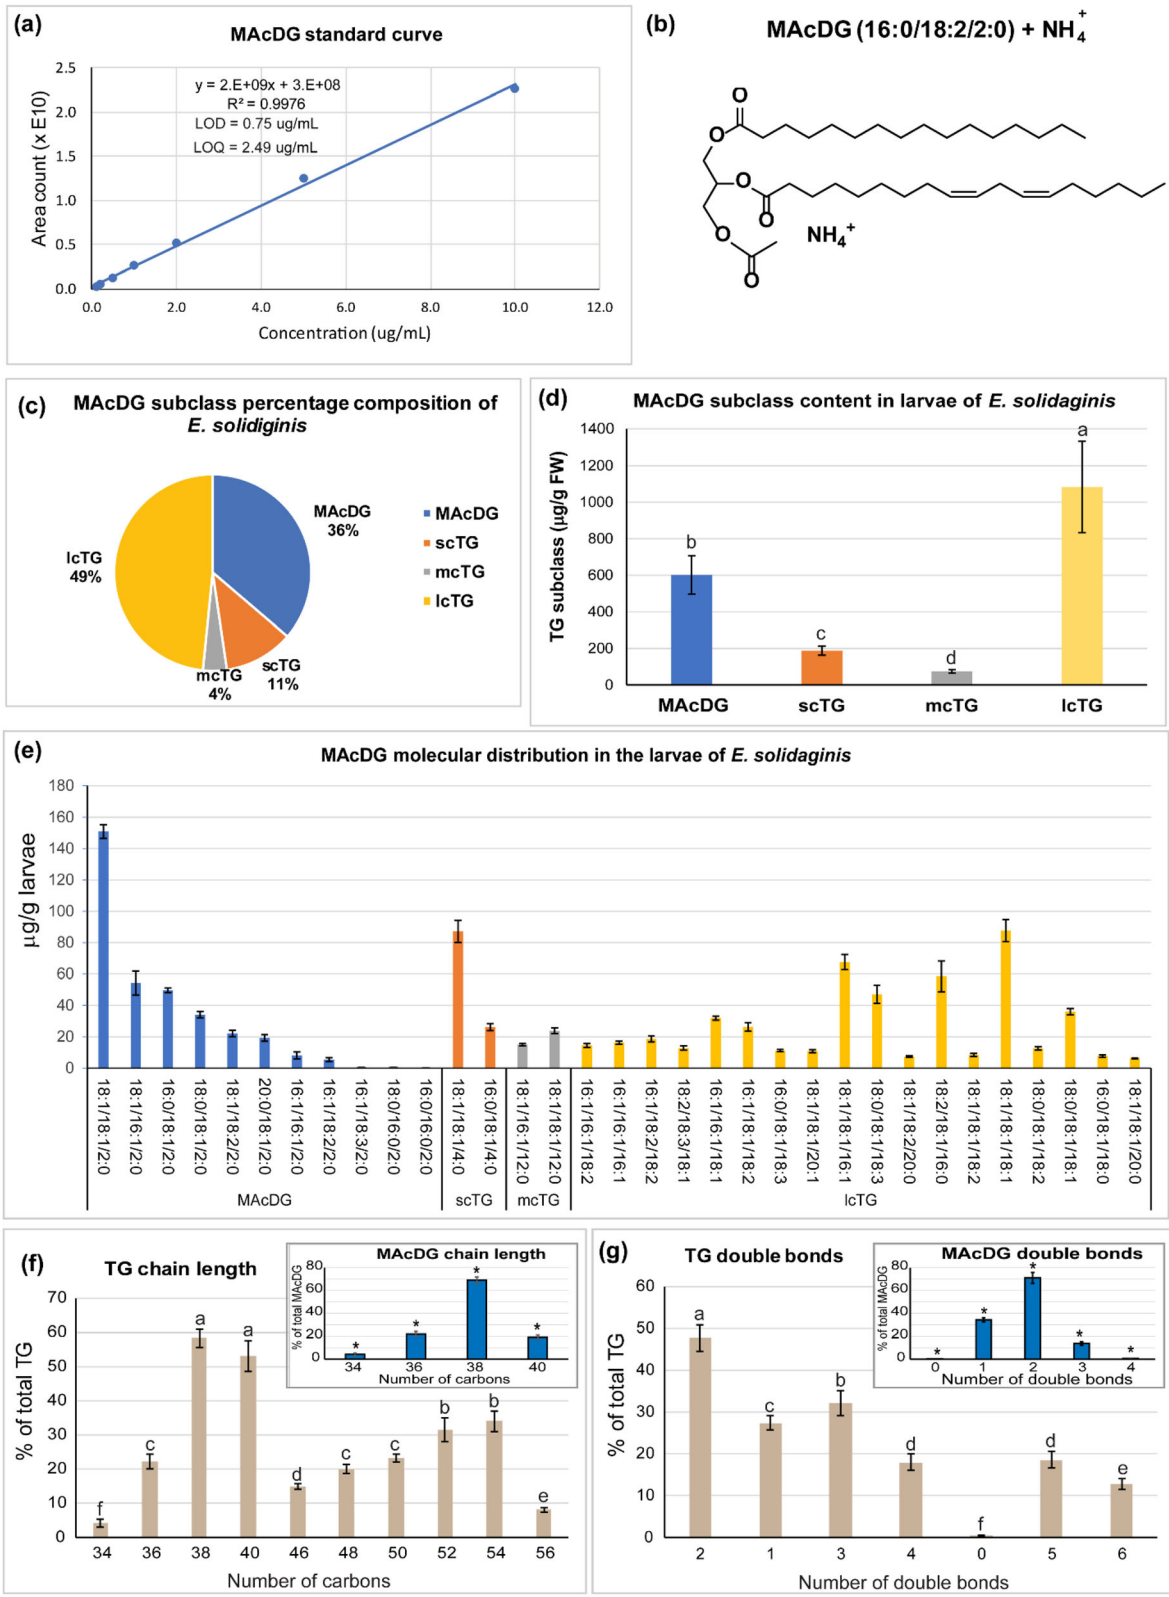 (a)
MAcDG standard curve
y = 2.E+09x + 3.E+08
R² = 0.9976
LOD = 0.75 ug/mL
LOQ = 2.49 ug/mL
Area count (x E10)
2.5
2.0
1.5
1.0
0.5
0.0
0.0 2.0 4.0 6.0 8.0 10.0 12.0
Concentration (ug/mL)
(b)
MAcDG (16:0/18:2/2:0) + NH4+
O
O
O
O
O
O
NH4+
(c)
MAcDG subclass percentage composition of
E. solidiginis
MAcDG
36%
lcTG
49%
mcTG
4%
scTG
11%
MAcDG
scTG
mcTG
lcTG
(d)
MAcDG subclass content in larvae of E. solidaginis
TG subclass (µg/g FW)
1400
1200
1000
800
600
400
200
0
b
c
d
a
MAcDG scTG mcTG lcTG
(e)
MAcDG molecular distribution in the larvae of E. solidaginis
µg/g larvae
180
160
140
120
100
80
60
40
20
0
18:1/18:1/2:0
18:1/16:1/2:0
16:0/18:1/2:0
18:0/18:1/2:0
18:1/18:2/2:0
20:0/18:1/2:0
16:1/16:1/2:0
16:1/18:2/2:0
16:1/18:3/2:0
18:0/16:0/2:0
16:0/16:0/2:0
18:1/18:1/4:0
16:0/18:1/4:0
18:1/16:1/12:0
18:1/18:1/12:0
16:1/16:1/18:2
16:1/16:1/16:1
16:1/18:2/18:2
18:2/18:3/18:1
18:1/16:1/18:1
18:1/18:1/18:2
16:0/18:1/18:3
16:1/18:1/20:1
18:1/18:1/16:1
18:0/18:1/18:3
18:1/18:2/20:0
18:2/18:1/16:0
18:1/18:1/18:2
18:1/18:1/18:1
18:0/18:1/18:1
18:0/18:1/18:1
16:0/18:1/18:0
18:1/18:1/20:0
MAcDG scTG mcTG lcTG
(f)
TG chain length
% of total TG
70
60
50
40
30
20
10
0
f
c
a
a
d
c
c
b
b
e
34 36 38 40 46 48 50 52 54 56
Number of carbons
MAcDG chain length
% of total MAcDG
80
60
40
20
0
*
*
*
*
34 36 38 40
Number of carbons
(g)
TG double bonds
% of total TG
60
50
40
30
20
10
0
a
c
b
d
f
d
e
2 1 3 4 0 5 6
Number of double bonds
MAcDG double bonds
% of total MAcDG
80
60
40
20
0
*
*
*
*
*
0 1 2 3 4
Number of double bonds